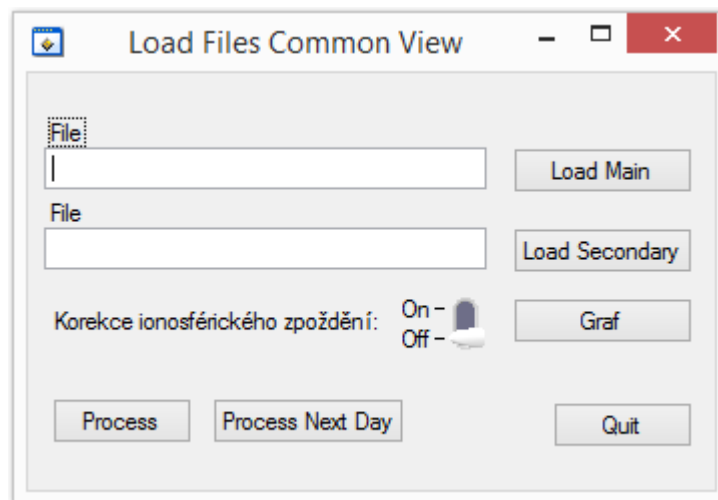 Load Files Common View
File
Load Main
File
Load Secondary
Korekce ionosférického zpoždění:
On
Off
Graf
Process
Process Next Day
Quit